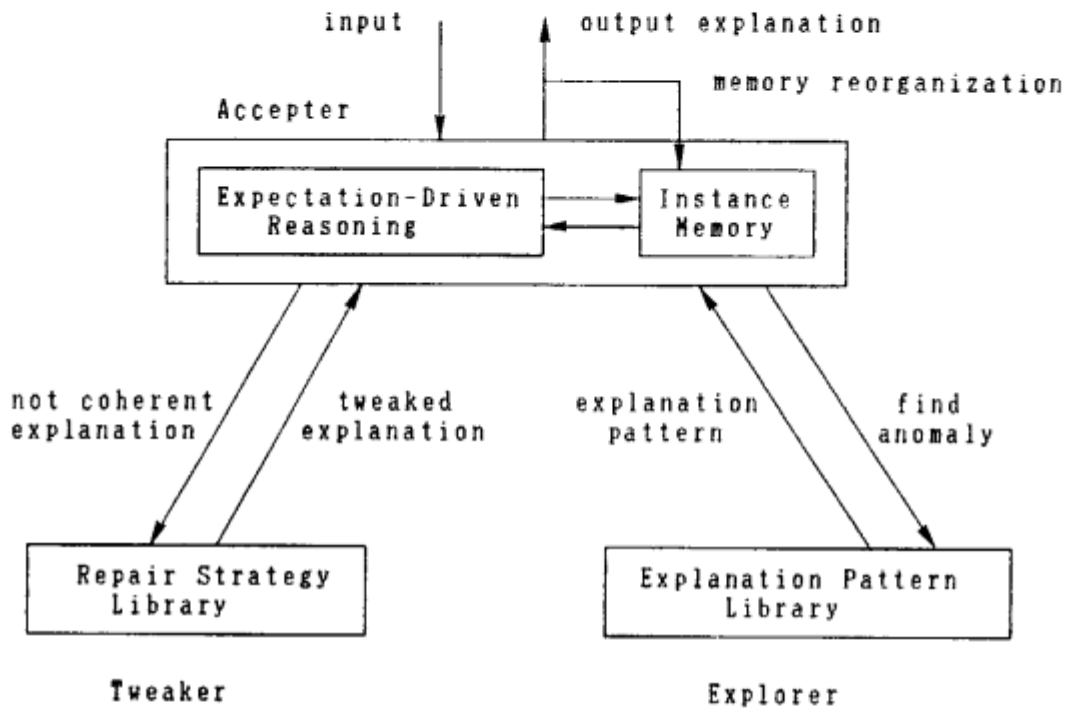 input
output explanation
memory reorganization
Accepter
Expectation-Driven
Reasoning
Instance
Memory
not coherent
explanation
tweaked
explanation
explanation
pattern
find
anomaly
Repair Strategy
Library
Explanation Pattern
Library
Tweaker
Explorer